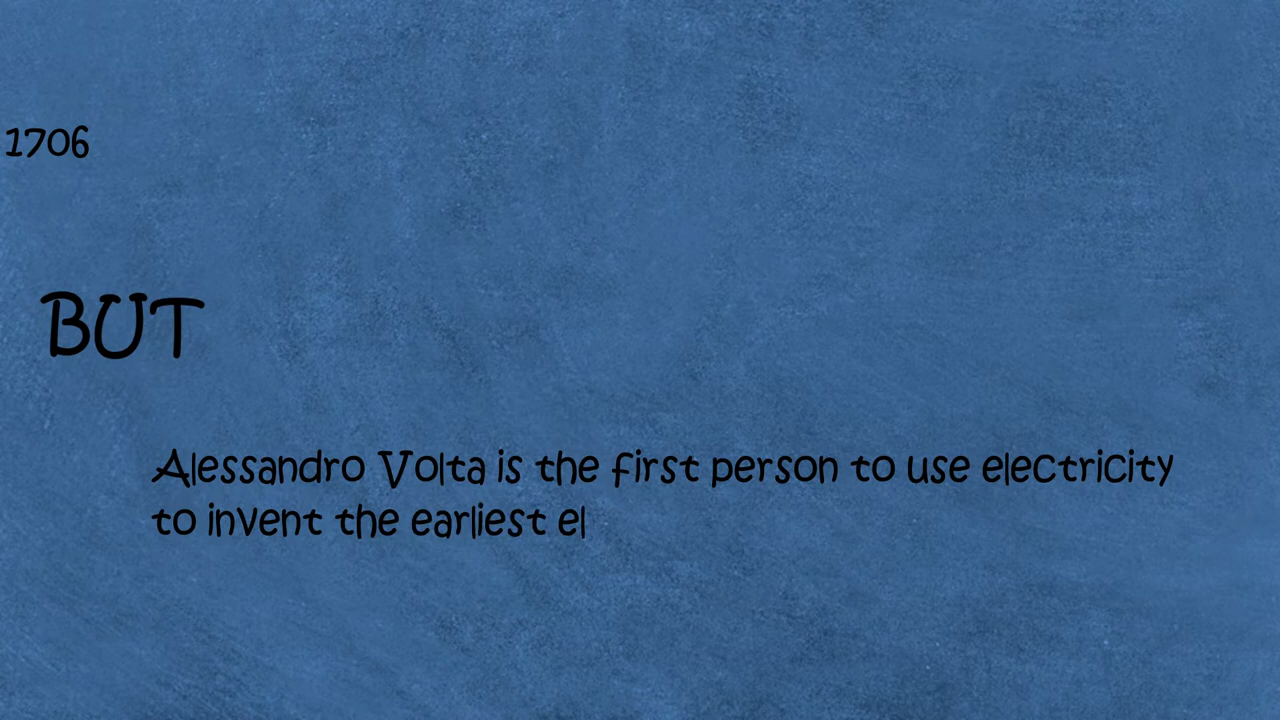 1706
BUT
Alessandro Volta is the first person to use electricity
to invent the earliest el